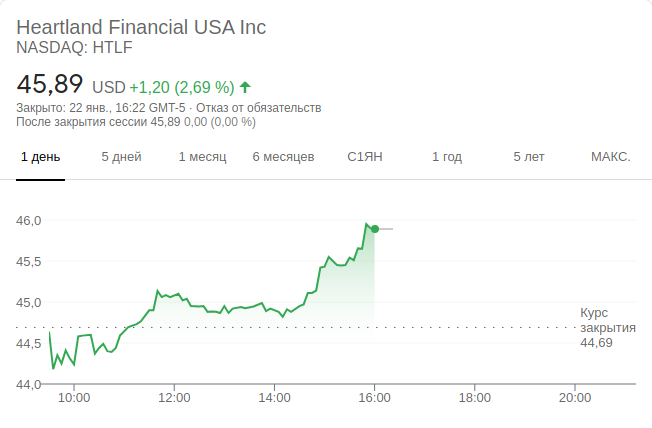 Heartland Financial USA Inc
NASDAQ: HTLF
45,89 USD +1,20 (2,69 %)
Закрыто: 22 янв., 16:22 GMT-5 · Отказ от обязательств
После закрытия сессии 45,89 0,00 (0,00 %)
1 день 5 дней 1 месяц 6 месяцев С1ЯН 1 год 5 лет МАКС.
46,0
45,5
45,0
Курс
закрытия
44,69
44,5
44,0
10:00 12:00 14:00 16:00 18:00 20:00